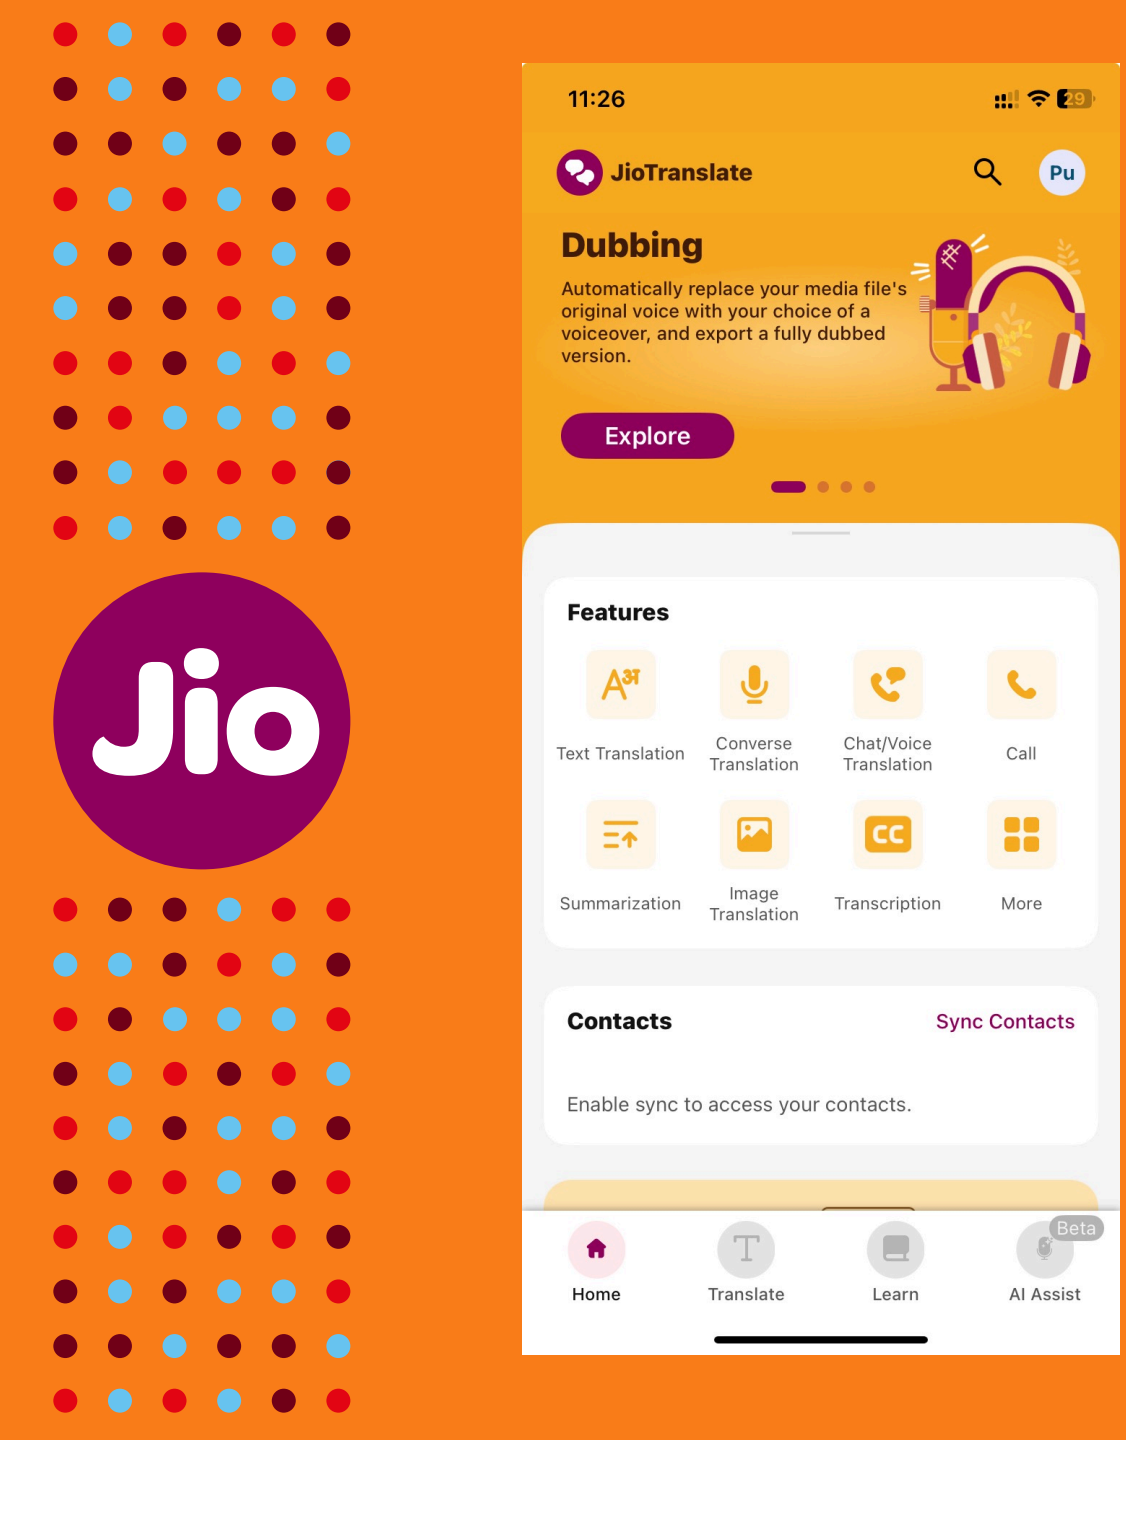 Jio
11:26
29
JioTranslate
Pu
Dubbing
Automatically replace your media file's
original voice with your choice of a
voiceover, and export a fully dubbed
version.
Explore
Features
Aअ
Text Translation
Converse
Translation
Chat/Voice
Translation
Call
CC
Summarization
Image
Translation
Transcription
More
Contacts
Sync Contacts
Enable sync to access your contacts.
Beta
T
Home
Translate
Learn
AI Assist